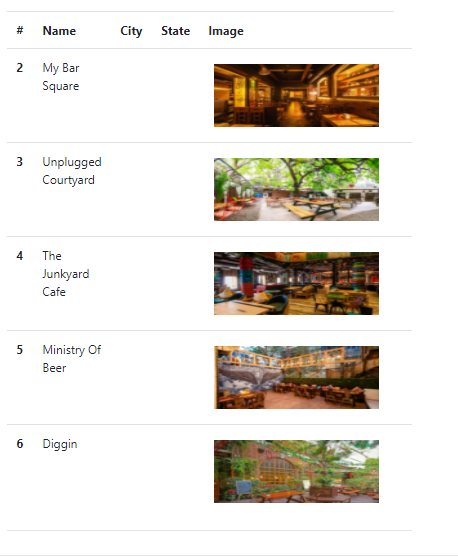 # Name City State Image
2 My Bar
Square
3 Unplugged
Courtyard
4 The
Junkyard
Cafe
5 Ministry Of
Beer
6 Diggin